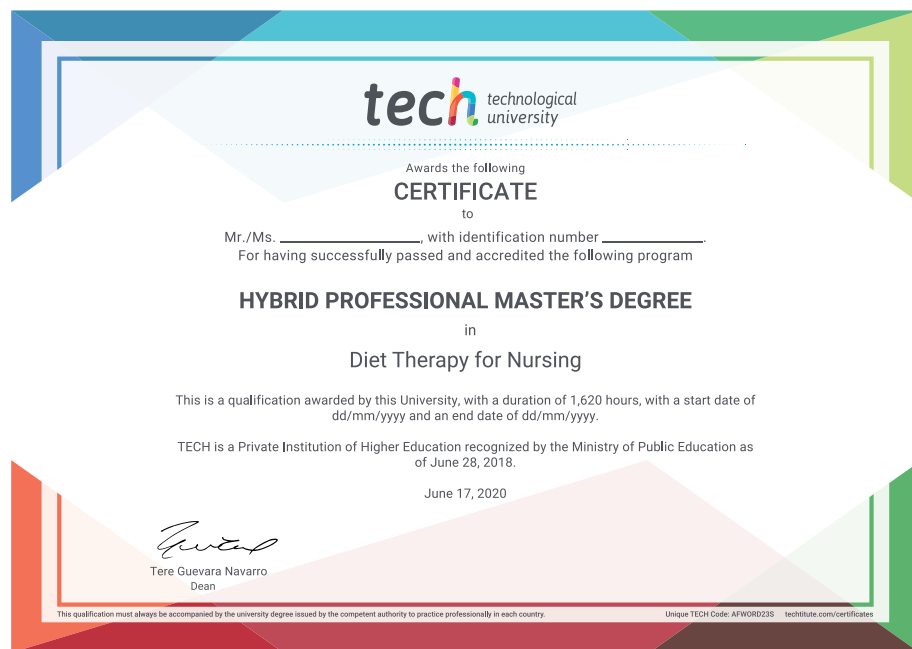 tech technological
university
Awards the following
CERTIFICATE
to
Mr./Ms. ____________________, with identification number ______________.
For having successfully passed and accredited the following program
HYBRID PROFESSIONAL MASTER'S DEGREE
in
Diet Therapy for Nursing
This is a qualification awarded by this University, with a duration of 1,620 hours, with a start date of
dd/mm/yyyy and an end date of dd/mm/yyyy.
TECH is a Private Institution of Higher Education recognized by the Ministry of Public Education as
of June 28, 2018.
June 17, 2020
Tere Guevara Navarro
Dean
This qualification must always be accompanied by the university degree issued by the competent authority to practice professionally in each country.
Unique TECH Code: AFWORD23S techtitute.com/certificates